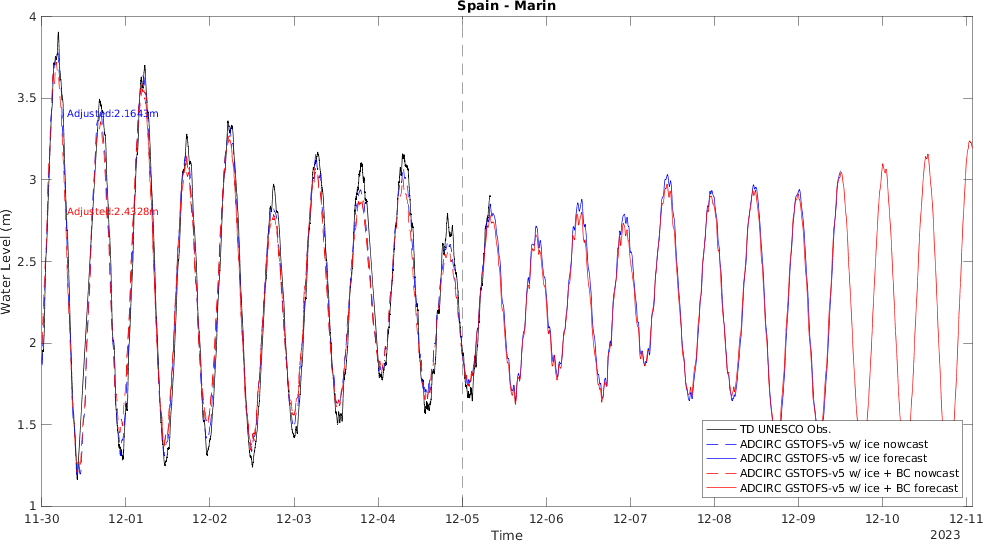 Spain - Marin
4
3.5
3
2.5
2
1.5
1
Water Level (m)
Adjusted:2.1643m
Adjusted:2.4328m
TD UNESCO Obs.
ADCIRC GSTOFS-v5 w/ ice nowcast
ADCIRC GSTOFS-v5 w/ ice forecast
ADCIRC GSTOFS-v5 w/ ice + BC nowcast
ADCIRC GSTOFS-v5 w/ ice + BC forecast
11-30 12-01 12-02 12-03 12-04 12-05 12-06 12-07 12-08 12-09 12-10 12-11
Time
2023